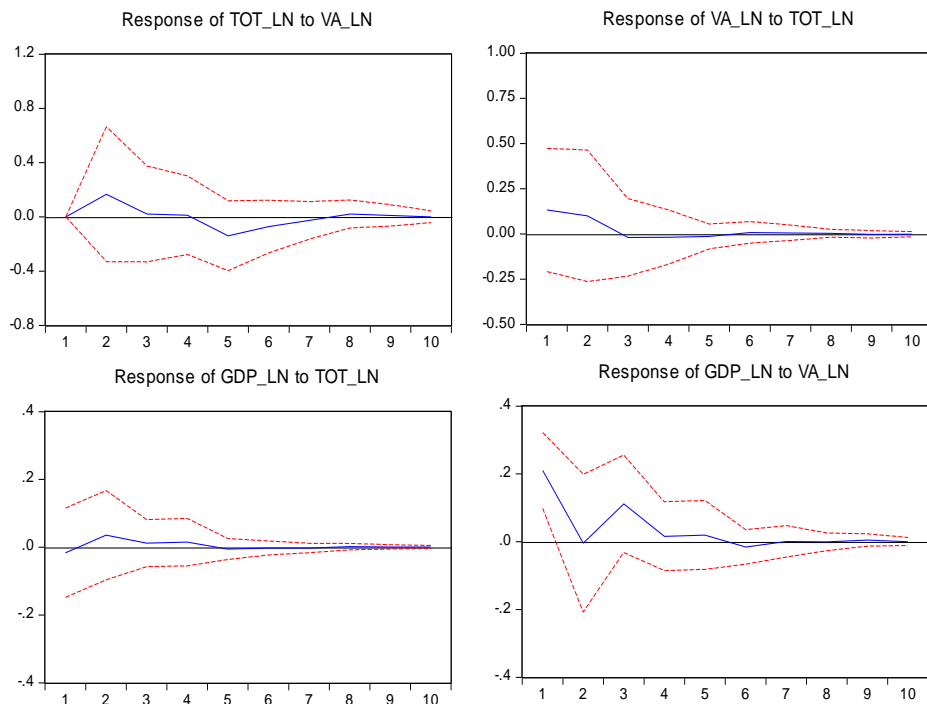 Response of TOT_LN to VA_LN
1.2
0.8
0.4
0.0
-0.4
-0.8
1 2 3 4 5 6 7 8 9 10
Response of VA_LN to TOT_LN
1.00
0.75
0.50
0.25
0.00
-0.25
-0.50
1 2 3 4 5 6 7 8 9 10
Response of GDP_LN to TOT_LN
.4
.2
.0
-.2
-.4
1 2 3 4 5 6 7 8 9 10
Response of GDP_LN to VA_LN
.4
.2
.0
-.2
-.4
1 2 3 4 5 6 7 8 9 10